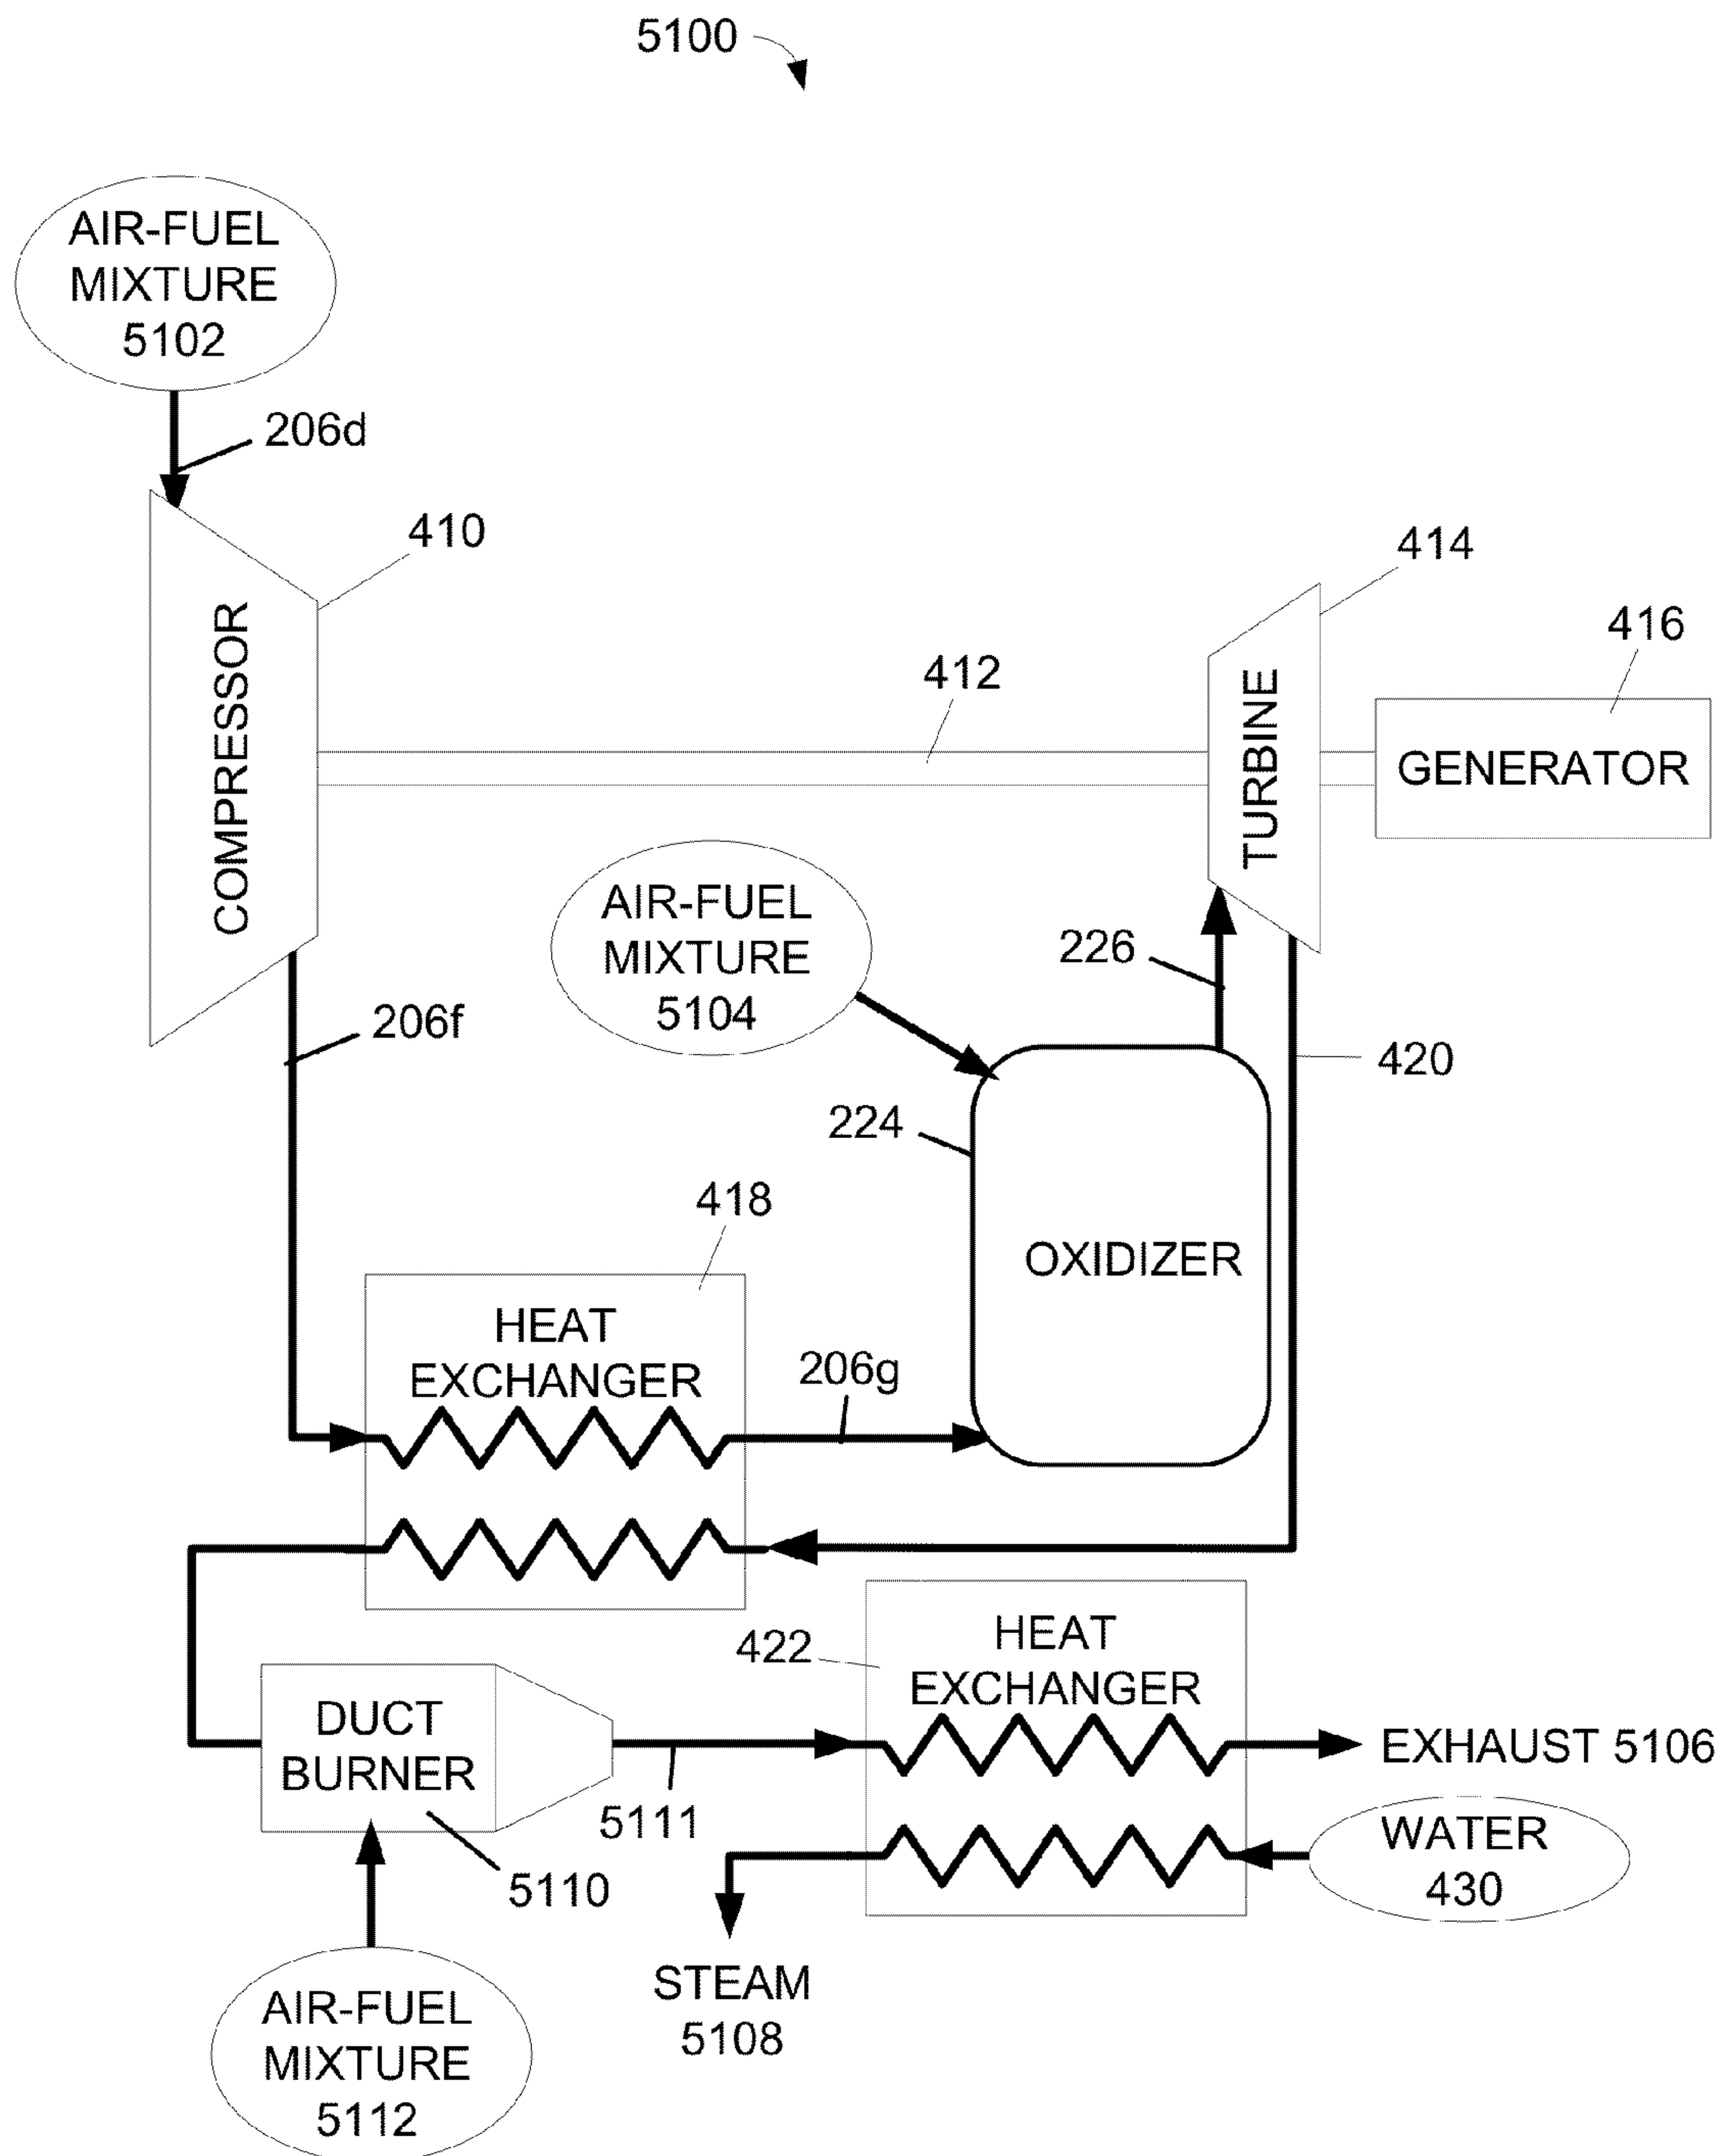 5100
AIR-FUEL
MIXTURE
5102
206d
410
COMPRESSOR
412
414
TURBINE
416
GENERATOR
AIR-FUEL
MIXTURE
5104
226
206f
420
224
OXIDIZER
418
HEAT
EXCHANGER
206g
422
HEAT
EXCHANGER
DUCT
BURNER
5111
EXHAUST 5106
WATER
430
5110
STEAM
5108
AIR-FUEL
MIXTURE
5112